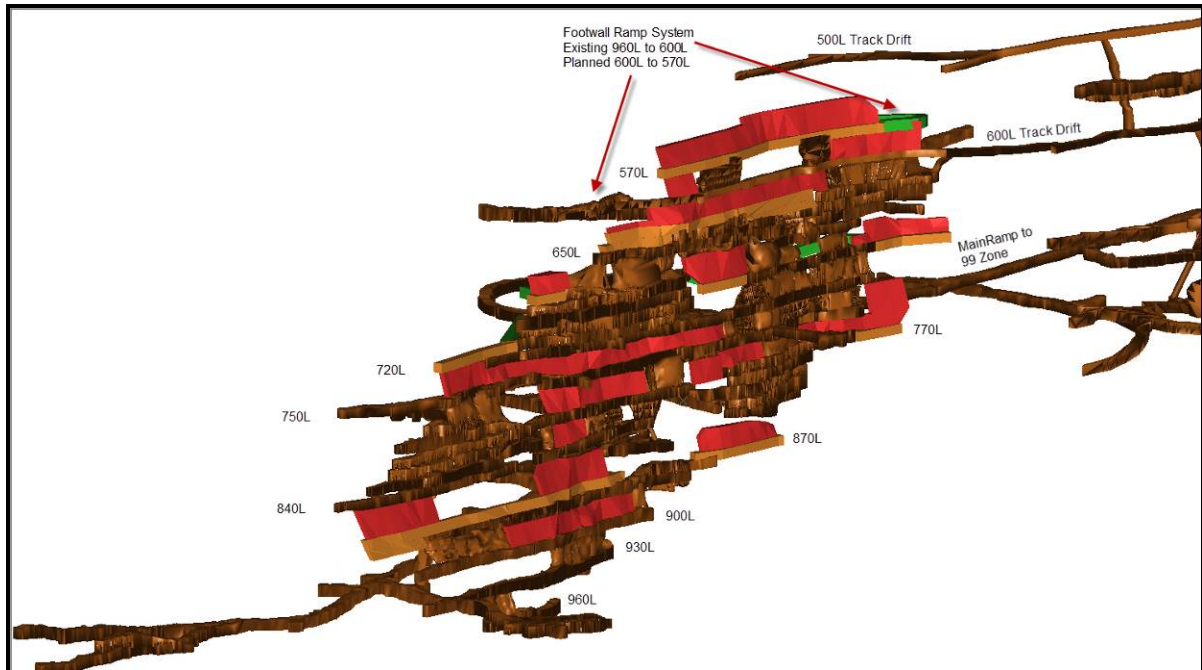 Footwall Ramp System
Existing 960L to 600L
Planned 600L to 570L
500L Track Drift
600L Track Drift
570L
650L
MainRamp to
99 Zone
770L
720L
750L
870L
840L
900L
930L
960L